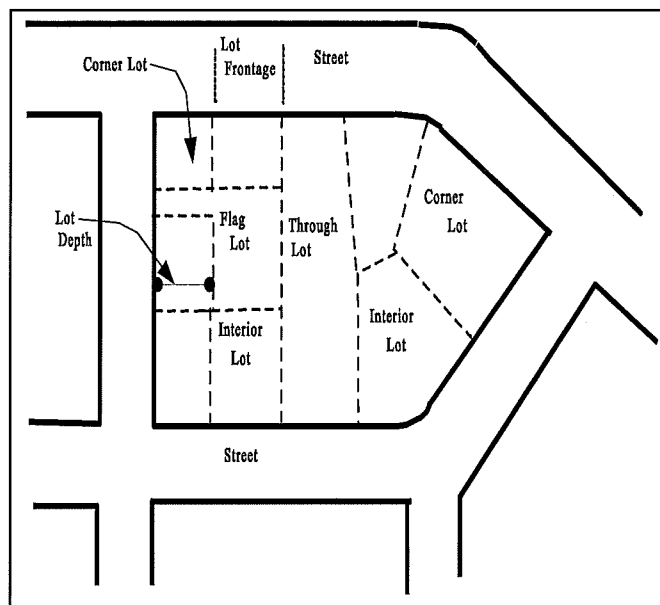 Lot
Frontage
Street
Corner Lot
Corner
Lot
Lot
Depth
Flag
Lot
Through
Lot
Interior
Lot
Interior
Lot
Street